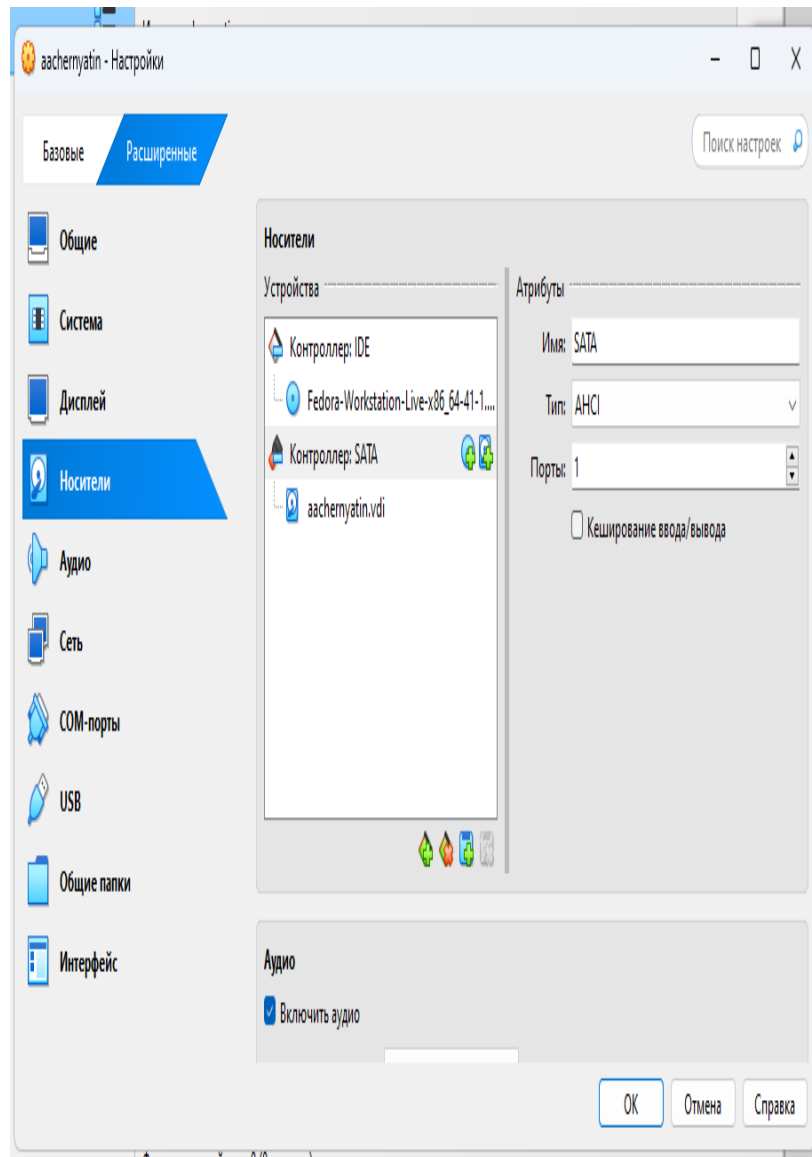 aachernyatin - Настройки
Базовые
Расширенные
Поиск настроек
Общие
Система
Дисплей
Носители
Аудио
Сеть
COM-порты
USB
Общие папки
Интерфейс
Носители
Устройства
Контроллер: IDE
Fedora-Workstation-Live-x86_64-41-1....
Контроллер: SATA
aachernyatin.vdi
Атрибуты
Имя: SATA
Тип: AHCI
Порты: 1
Кеширование ввода/вывода
Аудио
Включить аудио
OK
Отмена
Справка